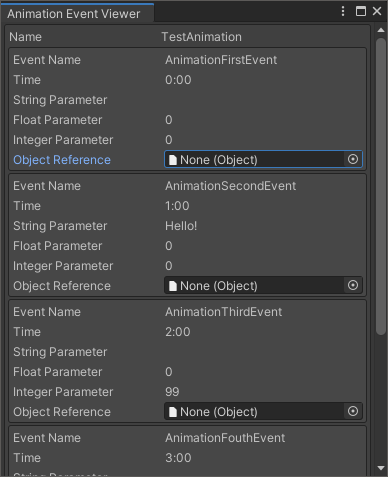 Animation Event Viewer
Name TestAnimation
Event Name AnimationFirstEvent
Time 0:00
String Parameter
Float Parameter 0
Integer Parameter 0
Object Reference None (Object)
Event Name AnimationSecondEvent
Time 1:00
String Parameter Hello!
Float Parameter 0
Integer Parameter 0
Object Reference None (Object)
Event Name AnimationThirdEvent
Time 2:00
String Parameter
Float Parameter 0
Integer Parameter 99
Object Reference None (Object)
Event Name AnimationFouthEvent
Time 3:00
String Parameter